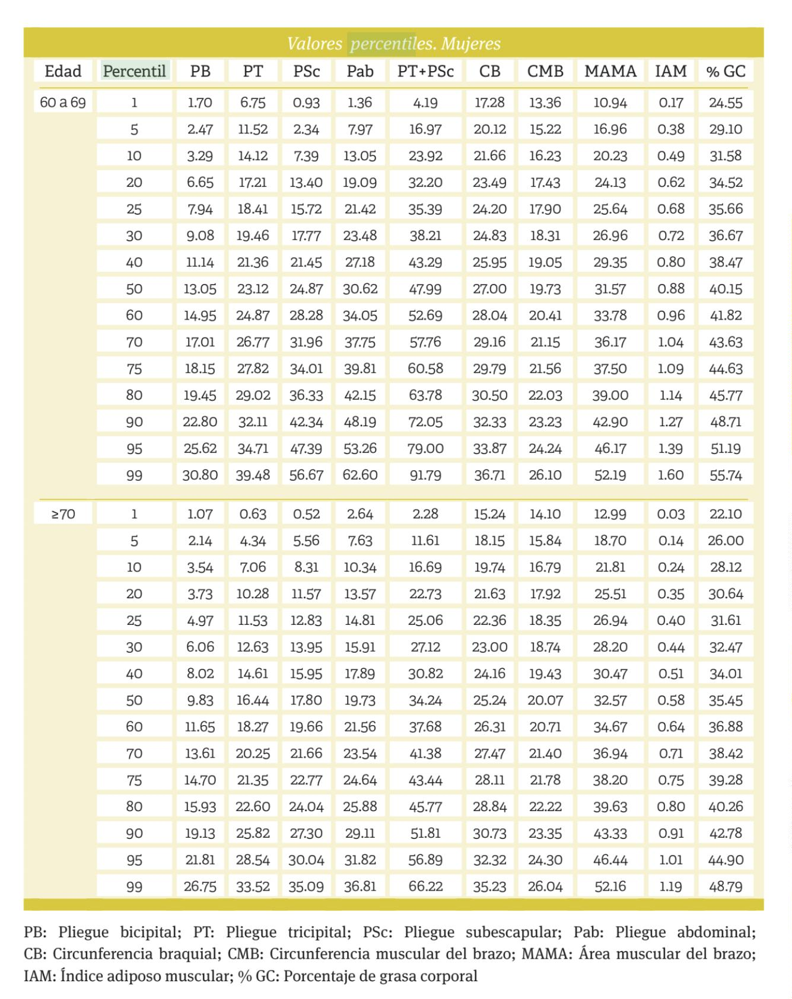 Valores percentiles. Mujeres
Edad Percentil PB PT PSc Pab PT+PSc CB CMB MAMA IAM % GC
60 a 69 1 1.70 6.75 0.93 1.36 4.19 17.28 13.36 10.94 0.17 24.55
5 2.47 11.52 2.34 7.97 16.97 20.12 15.22 16.96 0.38 29.10
10 3.29 14.12 7.39 13.05 23.92 21.66 16.23 20.23 0.49 31.58
20 6.65 17.21 13.40 19.09 32.20 23.49 17.43 24.13 0.62 34.52
25 7.94 18.41 15.72 21.42 35.39 24.20 17.90 25.64 0.68 35.66
30 9.08 19.46 17.77 23.48 38.21 24.83 18.31 26.96 0.72 36.67
40 11.14 21.36 21.45 27.18 43.29 25.95 19.05 29.35 0.80 38.47
50 13.05 23.12 24.87 30.62 47.99 27.00 19.73 31.57 0.88 40.15
60 14.95 24.87 28.28 34.05 52.69 28.04 20.41 33.78 0.96 41.82
70 17.01 26.77 31.96 37.75 57.76 29.16 21.15 36.17 1.04 43.63
75 18.15 27.82 34.01 39.81 60.58 29.79 21.56 37.50 1.09 44.63
80 19.45 29.02 36.33 42.15 63.78 30.50 22.03 39.00 1.14 45.77
90 22.80 32.11 42.34 48.19 72.05 32.33 23.23 42.90 1.27 48.71
95 25.62 34.71 47.39 53.26 79.00 33.87 24.24 46.17 1.39 51.19
99 30.80 39.48 56.67 62.60 91.79 36.71 26.10 52.19 1.60 55.74
≥70 1 1.07 0.63 0.52 2.64 2.28 15.24 14.10 12.99 0.03 22.10
5 2.14 4.34 5.56 7.63 11.61 18.15 15.84 18.70 0.14 26.00
10 3.54 7.06 8.31 10.34 16.69 19.74 16.79 21.81 0.24 28.12
20 3.73 10.28 11.57 13.57 22.73 21.63 17.92 25.51 0.35 30.64
25 4.97 11.53 12.83 14.81 25.06 22.36 18.35 26.94 0.40 31.61
30 6.06 12.63 13.95 15.91 27.12 23.00 18.74 28.20 0.44 32.47
40 8.02 14.61 15.95 17.89 30.82 24.16 19.43 30.47 0.51 34.01
50 9.83 16.44 17.80 19.73 34.24 25.24 20.07 32.57 0.58 35.45
60 11.65 18.27 19.66 21.56 37.68 26.31 20.71 34.67 0.64 36.88
70 13.61 20.25 21.66 23.54 41.38 27.47 21.40 36.94 0.71 38.42
75 14.70 21.35 22.77 24.64 43.44 28.11 21.78 38.20 0.75 39.28
80 15.93 22.60 24.04 25.88 45.77 28.84 22.22 39.63 0.80 40.26
90 19.13 25.82 27.30 29.11 51.81 30.73 23.35 43.33 0.91 42.78
95 21.81 28.54 30.04 31.82 56.89 32.32 24.30 46.44 1.01 44.90
99 26.75 33.52 35.09 36.81 66.22 35.23 26.04 52.16 1.19 48.79
PB: Pliegue bicipital; PT: Pliegue tricipital; PSc: Pliegue subescapular; Pab: Pliegue abdominal;
CB: Circunferencia braquial; CMB: Circunferencia muscular del brazo; MAMA: Área muscular del brazo;
IAM: Índice adiposo muscular; % GC: Porcentaje de grasa corporal